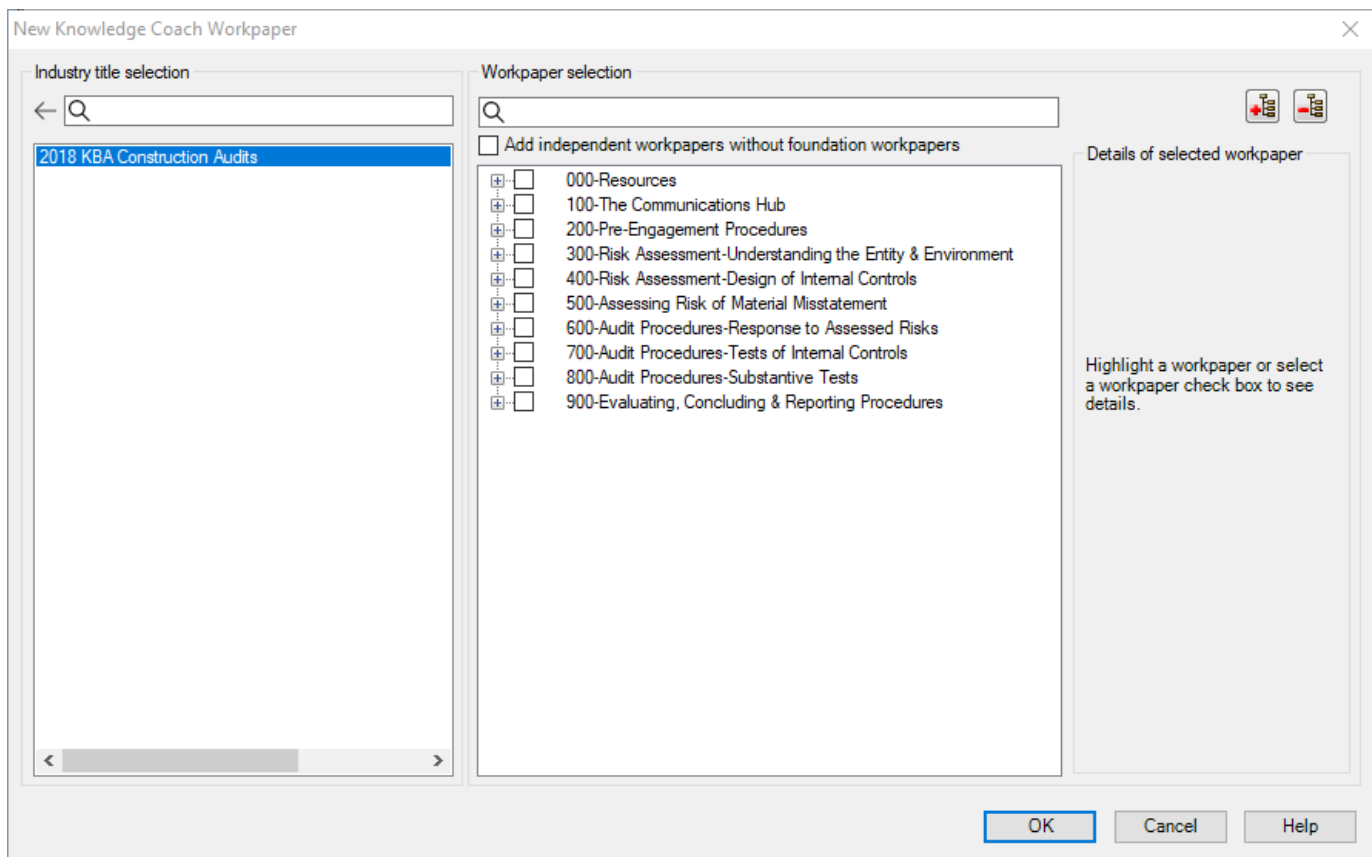 New Knowledge Coach Workpaper
Industry title selection
2018 KBA Construction Audits
Workpaper selection
Add independent workpapers without foundation workpapers
000-Resources
100-The Communications Hub
200-Pre-Engagement Procedures
300-Risk Assessment-Understanding the Entity & Environment
400-Risk Assessment-Design of Internal Controls
500-Assessing Risk of Material Misstatement
600-Audit Procedures-Response to Assessed Risks
700-Audit Procedures-Tests of Internal Controls
800-Audit Procedures-Substantive Tests
900-Evaluating, Concluding & Reporting Procedures
Details of selected workpaper
Highlight a workpaper or select
a workpaper check box to see
details.
OK
Cancel
Help